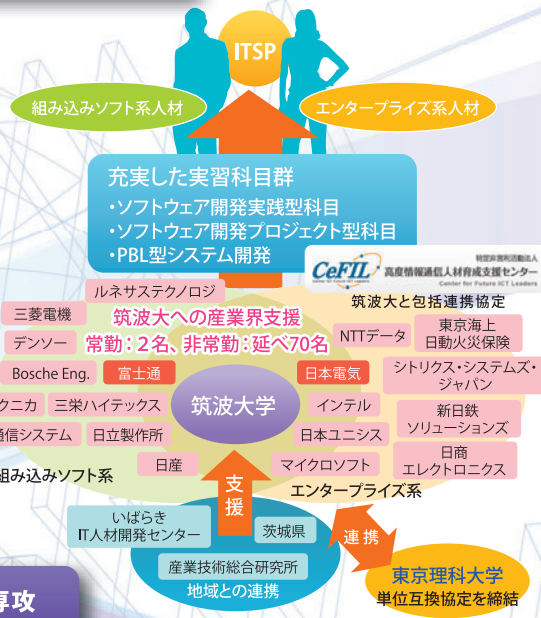 ITSP
組み込みソフト系人材
エンタープライズ系人材
充実した実習科目群
・ソフトウェア開発実践型科目
・ソフトウェア開発プロジェクト型科目
・PBL型システム開発
CeFIL
特定非営利活動法人
高度情報通信人材育成支援センター
Center for Future ICT Leaders
筑波大と包括連携協定
ルネサステクノロジ
三菱電機
筑波大への産業界支援
常勤：２名、非常勤：延べ70名
デンソー
NTTデータ
東京海上
日動火災保険
Bosche Eng.
富士通
日本電気
シトリクス・システムズ・
ジャパン
クニカ
三栄ハイテックス
筑波大学
インテル
新日鉄
ソリューションズ
通信システム
日立製作所
日本ユニシス
日産
マイクロソフト
日商
エレクトロニクス
組み込みソフト系
エンタープライズ系
支援
いばらき
IT人材開発センター
茨城県
連携
産業技術総合研究所
地域との連携
東京理科大学
単位互換協定を締結
専攻